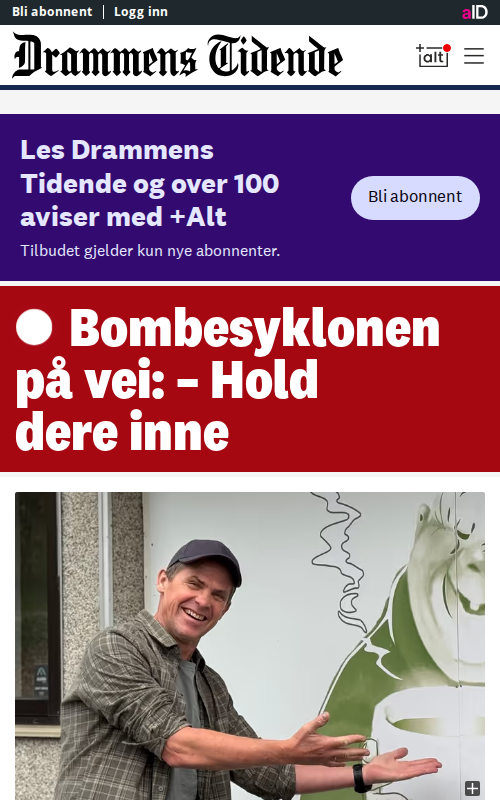 Bli abonnent
Logg inn
aID
Drammens Tidende
+alt
Les Drammens
Tidende og over 100
aviser med +Alt
Bli abonnent
Tilbudet gjelder kun nye abonnenter.
Bombesyklonen
på vei: – Hold
dere inne